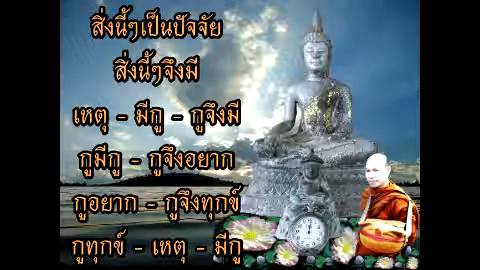 สิ่งนี้ๆเป็นปัจจัย
สิ่งนี้ๆจึงมี
เหตุ - มีกู - กูจึงมี
กูมีกู - กูจึงอยาก
กูอยาก - กูจึงทุกข์
กูทุกข์ - เหตุ - มีกู